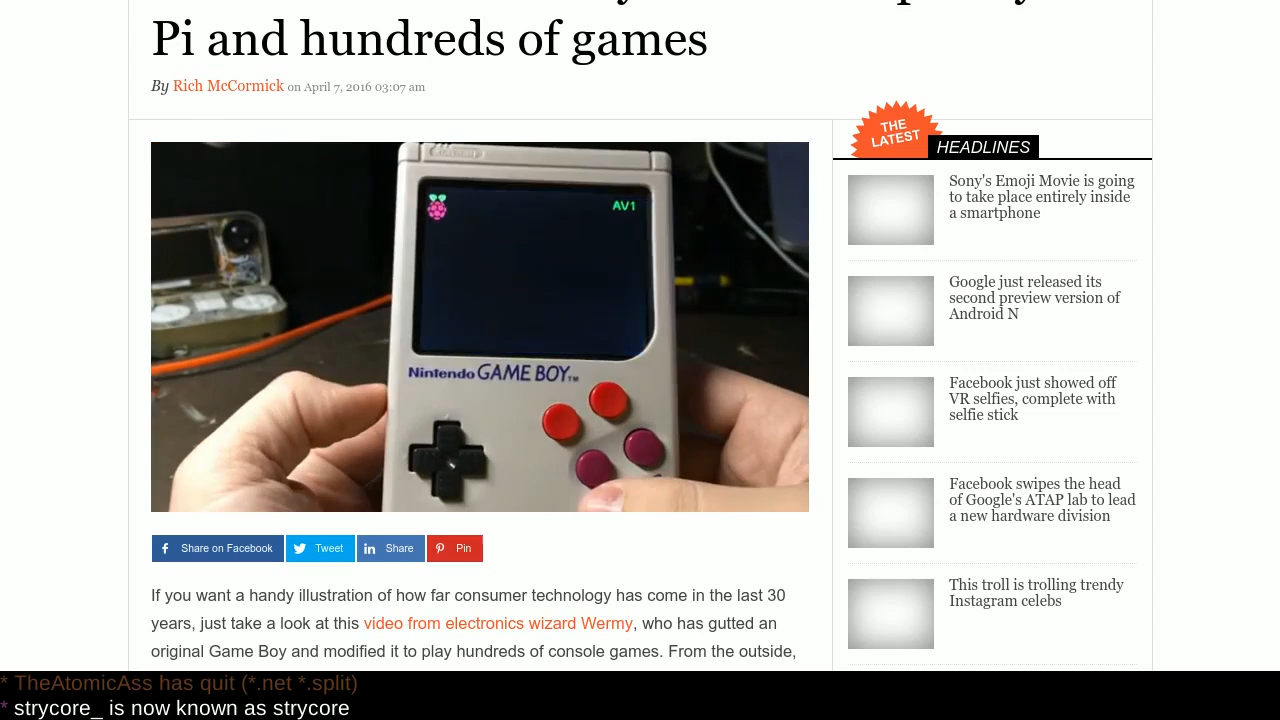 Pi and hundreds of games
By Rich McCormick on April 7, 2016 03:07 am
THE
LATEST
HEADLINES
AV1
Nintendo GAME BOY TM
Share on Facebook
Tweet
Share
Pin
If you want a handy illustration of how far consumer technology has come in the last 30
years, just take a look at this video from electronics wizard Wermy, who has gutted an
original Game Boy and modified it to play hundreds of console games. From the outside,
Sony's Emoji Movie is going
to take place entirely inside
a smartphone
Google just released its
second preview version of
Android N
Facebook just showed off
VR selfies, complete with
selfie stick
Facebook swipes the head
of Google's ATAP lab to lead
a new hardware division
This troll is trolling trendy
Instagram celebs
* TheAtomicAss has quit (*.net *.split)
* strycore_ is now known as strycore